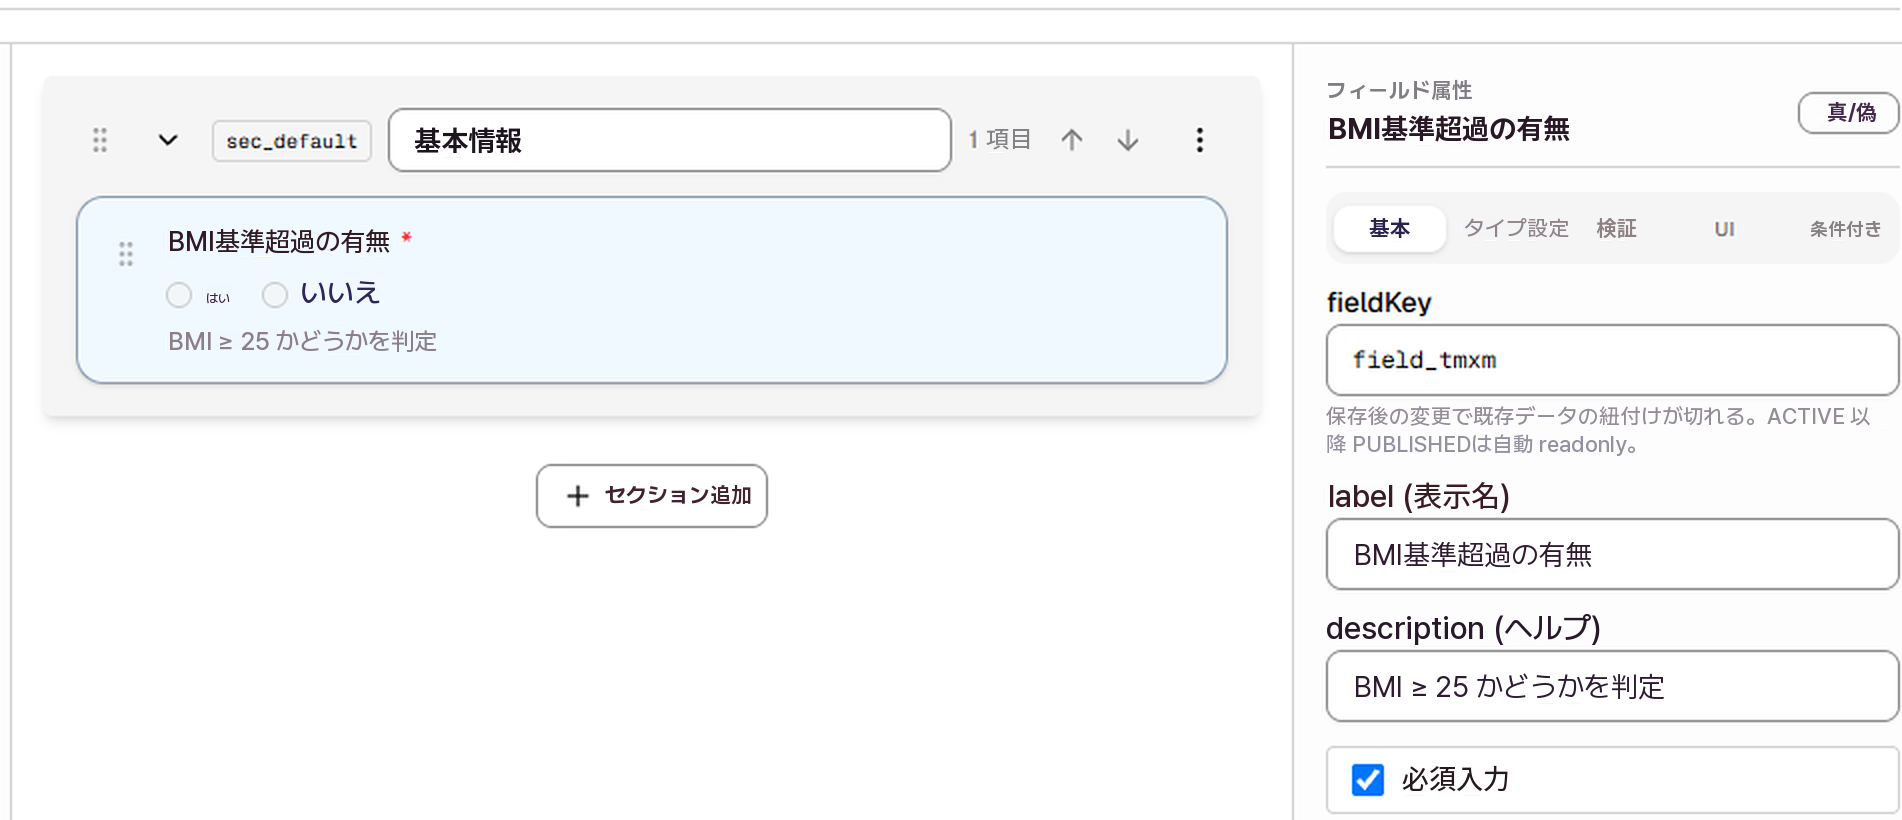 sec_default 基本情報 1 項目
BMI基準超過の有無 *
はい いいえ
BMI ≥ 25 かどうかを判定
+ セクション追加
フィールド属性
BMI基準超過の有無
真/偽
基本 タイプ設定 検証 UI 条件付き
fieldKey
field_tmxm
保存後の変更で既存データの紐付けが切れる。ACTIVE 以
降 PUBLISHEDは自動 readonly。
label (表示名)
BMI基準超過の有無
description (ヘルプ)
BMI ≥ 25 かどうかを判定
必須入力